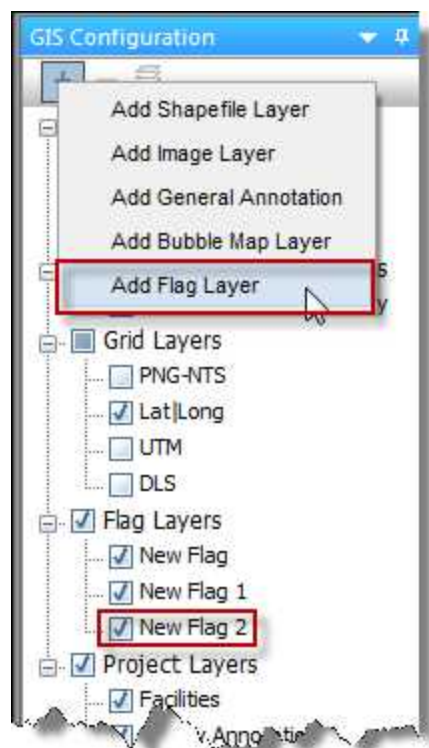 GIS Configuration
Add Shapefile Layer
Add Image Layer
Add General Annotation
Add Bubble Map Layer
Add Flag Layer
s
y
Grid Layers
PNG-NTS
Lat|Long
UTM
DLS
Flag Layers
New Flag
New Flag 1
New Flag 2
Project Layers
Facilities